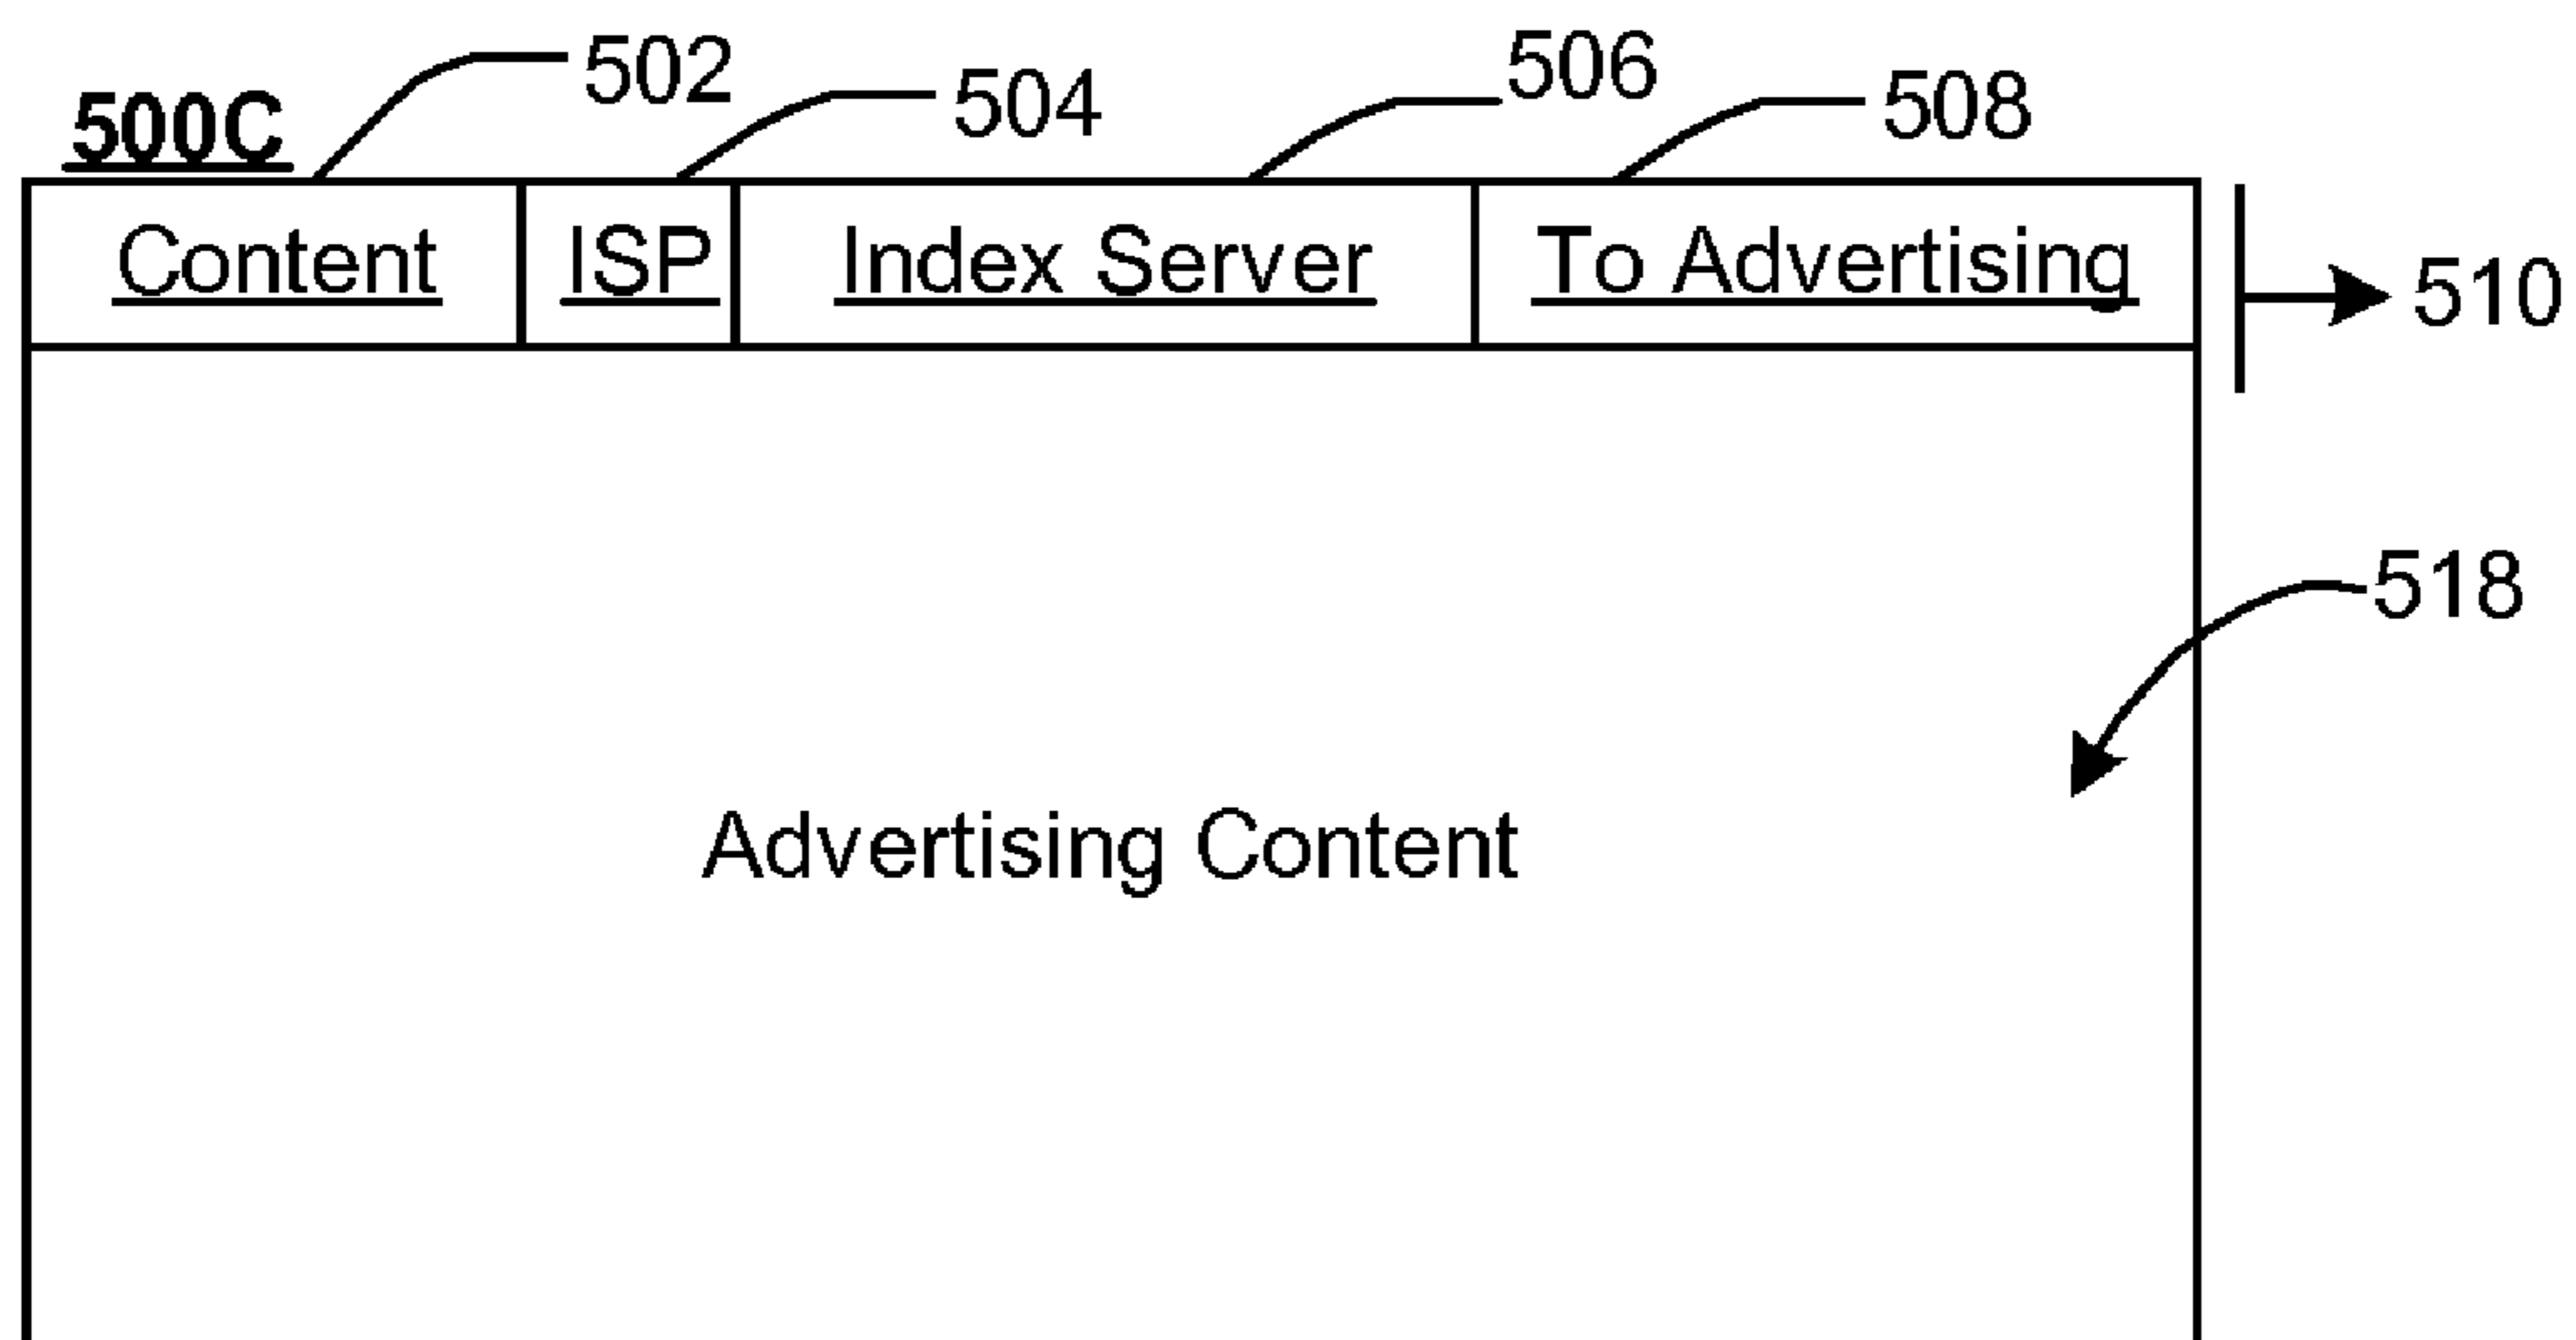 500C
502
504
506
508
Content ISP Index Server To Advertising
510
518
Advertising Content